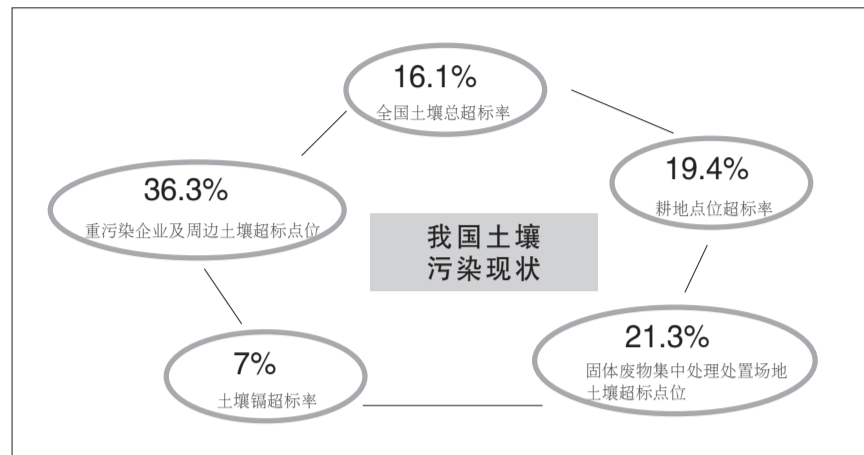 16.1%
全国土壤总超标率
36.3%
重污染企业及周边土壤超标点位
19.4%
耕地点位超标率
我国土壤
污染现状
7%
土壤镉超标率
21.3%
固体废物集中处理处置场地
土壤超标点位